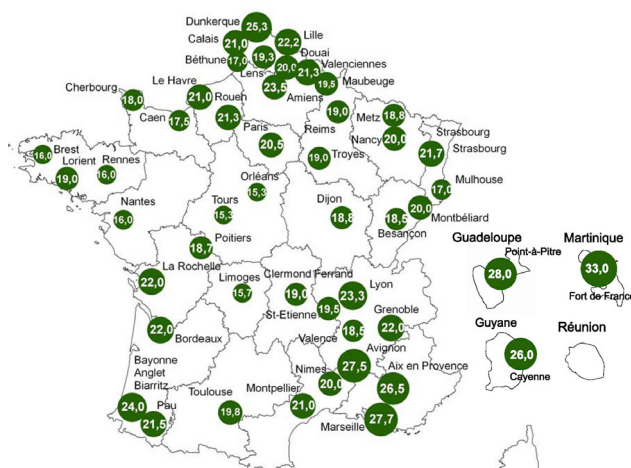 Dunkerque
25,3
Calais
21,0
Lille
22,2
Béthune
17,0
19,3
Lens
Douai
20,0
Valenciennes
21,3
Maubeuge
19,5
23,5
Amiens
Cherbourg
18,0
Le Havre
21,0
Rouen
21,3
Caen
17,5
Paris
20,5
Reims
19,0
Troyes
19,0
Metz
18,8
Nancy
20,0
Strasbourg
21,7
Strasbourg
Mulhouse
17,0
Montbéliard
20,0
18,5
Besançon
Brest
16,0
Lorient
19,0
Rennes
16,0
Nantes
16,0
Orléans
15,3
Tours
15,3
Dijon
18,8
18,7
Poitiers
La Rochelle
22,0
Limoges
15,7
Clermond Ferrand
19,0
Lyon
23,3
St-Etienne
19,5
Grenoble
22,0
Valence
18,5
22,0
Bordeaux
Avignon
27,5
Aix en Provence
26,5
Nimes
20,0
Montpellier
21,0
Marseille
27,7
Toulouse
19,8
Bayonne
Anglet
Biarritz
24,0
Pau
21,5
Guadeloupe
Point-à-Pitre
28,0
Martinique
33,0
Fort de France
Guyane
26,0
Cayenne
Réunion